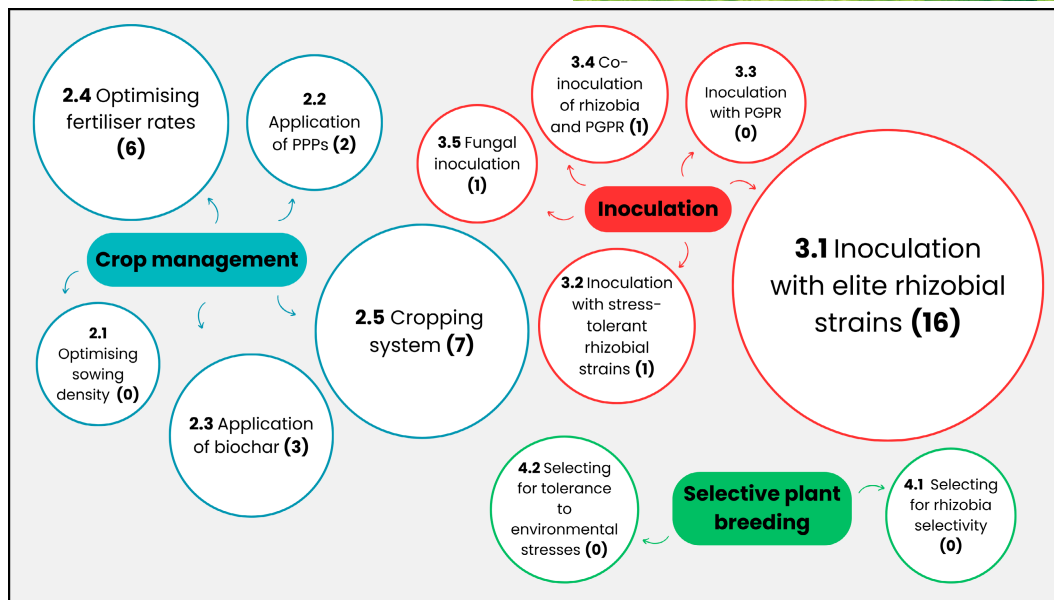 2.4 Optimising
fertiliser rates
(6)
2.2
Application
of PPPs (2)
Crop management
2.1
Optimising
sowing
density (0)
2.3 Application
of biochar (3)
2.5 Cropping
system (7)
3.4 Co-
inoculation
of rhizobia
and PGPR (1)
3.3
Inoculation
with PGPR
(0)
3.5 Fungal
inoculation
(1)
Inoculation
3.2 Inoculation
with stress-
tolerant
rhizobial
strains (1)
3.1 Inoculation
with elite rhizobial
strains (16)
4.2 Selecting
for tolerance
to
environmental
stresses (0)
Selective plant
breeding
4.1 Selecting
for rhizobia
selectivity
(0)